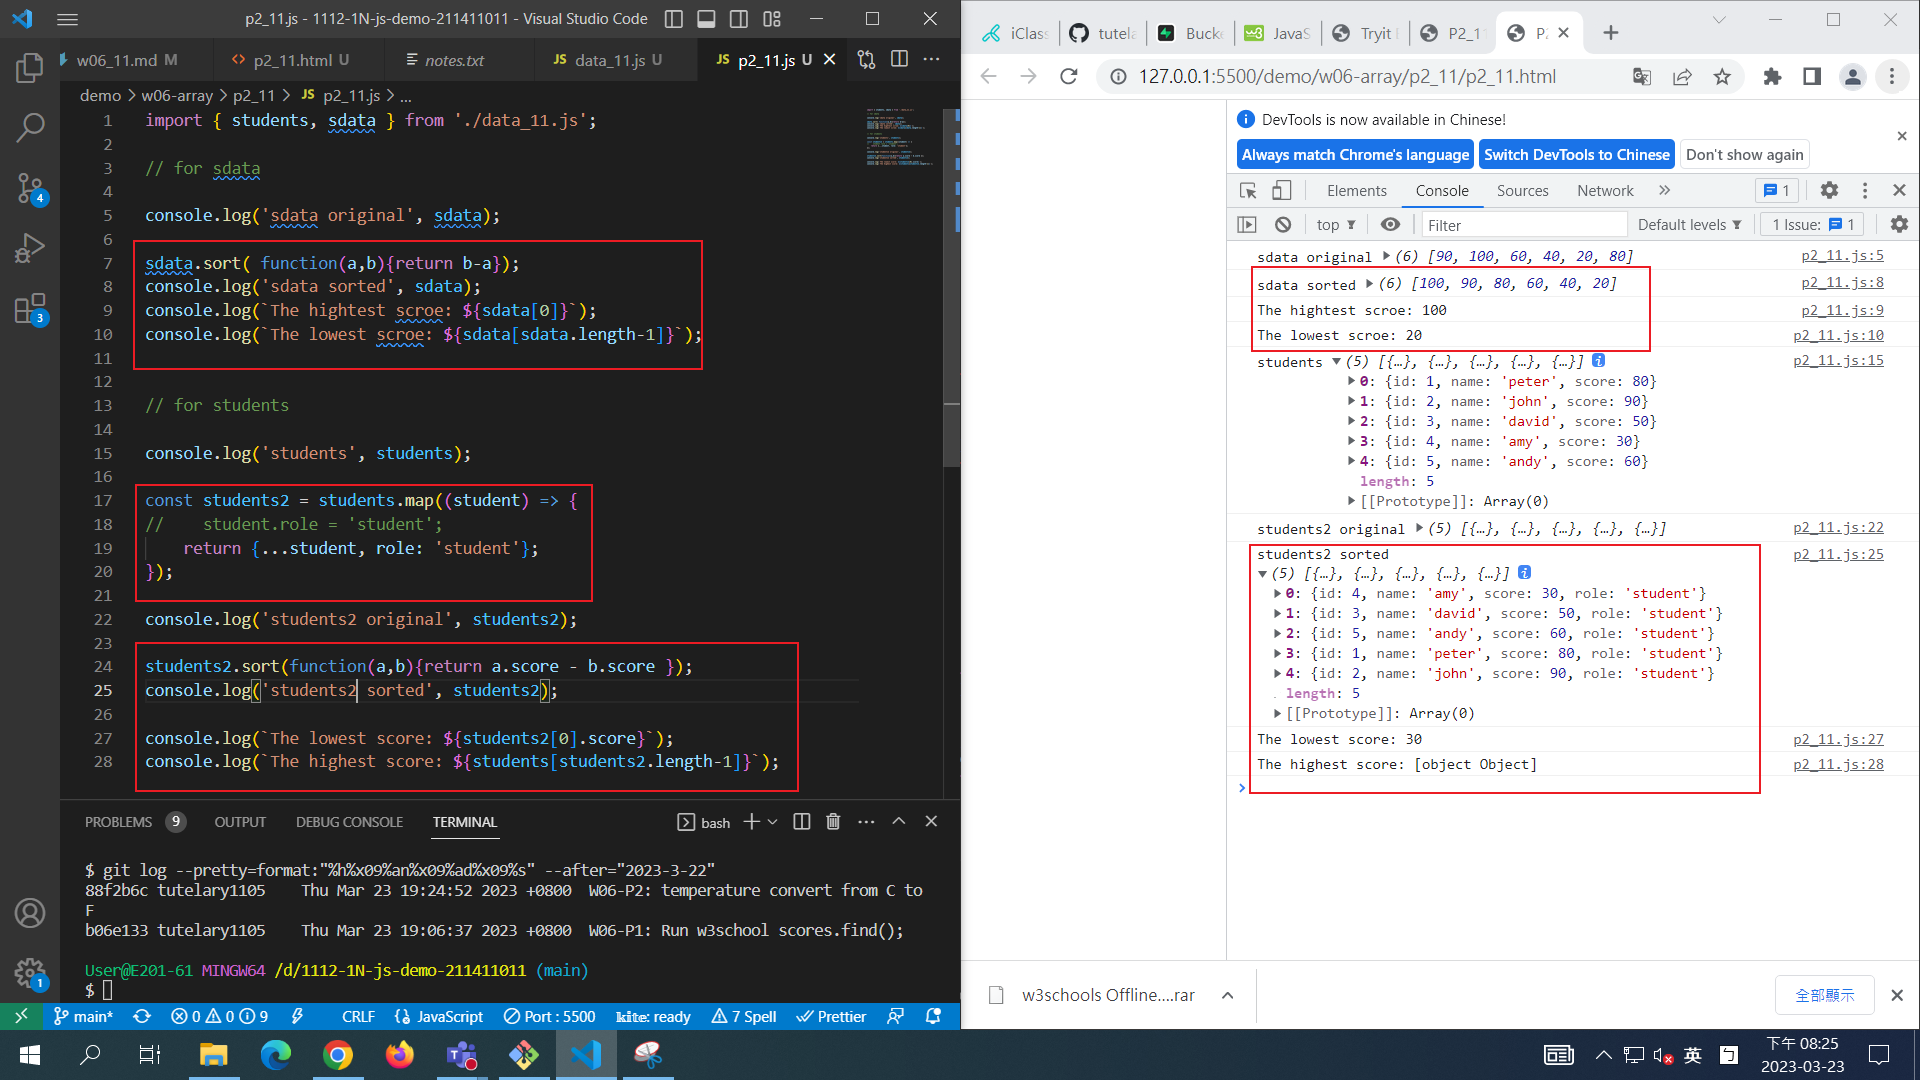 p2_11.js - 1112-1N-js-demo-211411011 - Visual Studio Code
w06_11.md M
p2_11.html U
notes.txt
JS data_11.js U
JS p2_11.js U
demo > w06-array > p2_11 > JS p2_11.js > ...
1 import { students, sdata } from './data_11.js';
2
3 // for sdata
4
5 console.log('sdata original', sdata);
6
7 sdata.sort( function(a,b){return b-a});
8 console.log('sdata sorted', sdata);
9 console.log(`The hightest scroe: ${sdata[0]}`);
10 console.log(`The lowest scroe: ${sdata[sdata.length-1]}`);
11
12
13 // for students
14
15 console.log('students', students);
16
17 const students2 = students.map((student) => {
18 //    student.role = 'student';
19     return {...student, role: 'student'};
20 });
21
22 console.log('students2 original', students2);
23
24 students2.sort(function(a,b){return a.score - b.score });
25 console.log('students2 sorted', students2);
26
27 console.log(`The lowest score: ${students2[0].score}`);
28 console.log(`The highest score: ${students[students2.length-1]}`);
4
3
1
PROBLEMS 9 OUTPUT DEBUG CONSOLE TERMINAL
bash
$ git log --pretty=format:"%h%x09%an%x09%ad%x09%s" --after="2023-3-22"
88f2b6c tutelary1105    Thu Mar 23 19:24:52 2023 +0800  W06-P2: temperature convert from C to
F
b06e133 tutelary1105    Thu Mar 23 19:06:37 2023 +0800  W06-P1: Run w3school scores.find();
User@E201-61 MINGW64 /d/1112-1N-js-demo-211411011 (main)
$
main* 0 0 9 CRLF JavaScript Port : 5500 kite: ready 7 Spell Prettier
iClas
tutela
Bucke
JavaS
Tryit
P2_1
P2
127.0.0.1:5500/demo/w06-array/p2_11/p2_11.html
DevTools is now available in Chinese!
Always match Chrome's language
Switch DevTools to Chinese
Don't show again
Elements Console Sources Network » 1
top Filter Default levels 1 Issue: 1
sdata original (6) [90, 100, 60, 40, 20, 80] p2_11.js:5
sdata sorted (6) [100, 90, 80, 60, 40, 20] p2_11.js:8
The hightest scroe: 100 p2_11.js:9
The lowest scroe: 20 p2_11.js:10
students (5) [{…}, {…}, {…}, {…}, {…}] p2_11.js:15
0: {id: 1, name: 'peter', score: 80}
1: {id: 2, name: 'john', score: 90}
2: {id: 3, name: 'david', score: 50}
3: {id: 4, name: 'amy', score: 30}
4: {id: 5, name: 'andy', score: 60}
length: 5
[[Prototype]]: Array(0)
students2 original (5) [{…}, {…}, {…}, {…}, {…}] p2_11.js:22
students2 sorted p2_11.js:25
(5) [{…}, {…}, {…}, {…}, {…}]
0: {id: 4, name: 'amy', score: 30, role: 'student'}
1: {id: 3, name: 'david', score: 50, role: 'student'}
2: {id: 5, name: 'andy', score: 60, role: 'student'}
3: {id: 1, name: 'peter', score: 80, role: 'student'}
4: {id: 2, name: 'john', score: 90, role: 'student'}
length: 5
[[Prototype]]: Array(0)
The lowest score: 30 p2_11.js:27
The highest score: [object Object] p2_11.js:28
w3schools Offline....rar
全部顯示
英
ㄅ
下午 08:25
2023-03-23